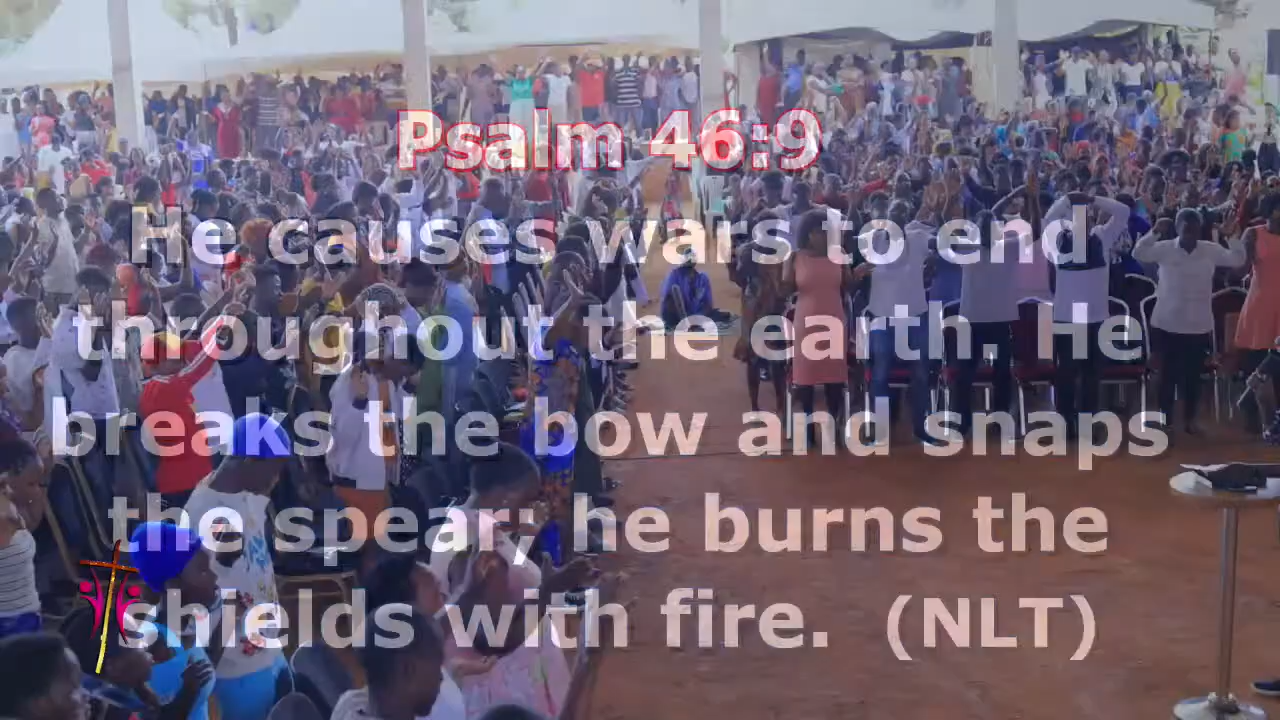 Psalm 46:9
He causes wars to end
throughout the earth. He
breaks the bow and snaps
the spear; he burns the
shields with fire.  (NLT)